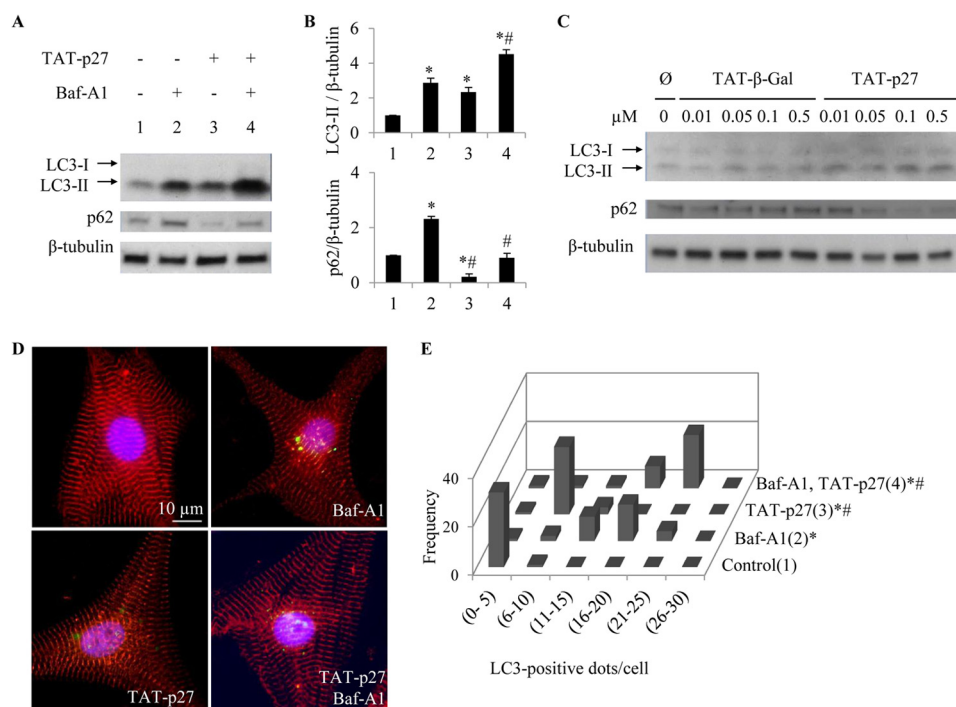 A
TAT-p27 - - + +
Baf-A1 - + - +
1 2 3 4
LC3-I
LC3-II
p62
β-tubulin
B
LC3-II / β-tubulin
6
4
2
0
*
*
*#
1 2 3 4
p62/β-tubulin
4
2
0
*
*#
#
1 2 3 4
C
Ø TAT-β-Gal TAT-p27
µM 0 0.01 0.05 0.1 0.5 0.01 0.05 0.1 0.5
LC3-I
LC3-II
p62
β-tubulin
D
10 µm
Baf-A1
TAT-p27
TAT-p27
Baf-A1
E
Frequency
40
20
0
Baf-A1, TAT-p27(4)*#
TAT-p27(3)*#
Baf-A1(2)*
Control(1)
(0- 5) (6-10) (11-15) (16-20) (21-25) (26-30)
LC3-positive dots/cell